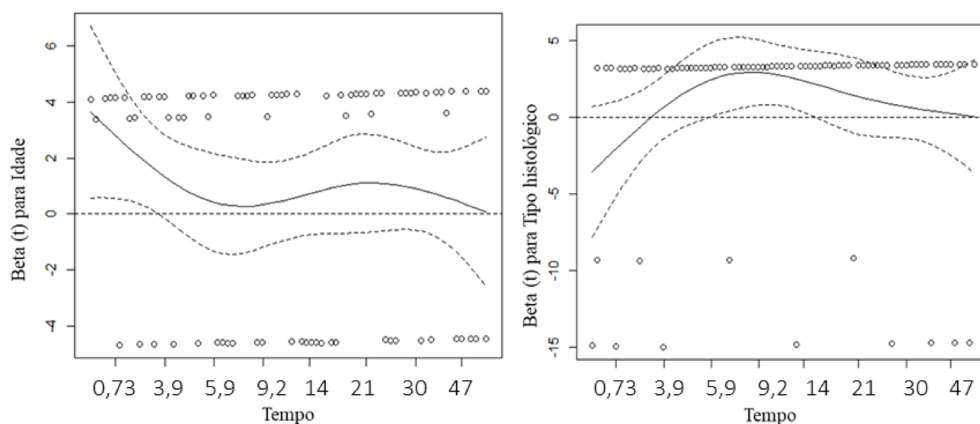 Beta (t) para Idade
6
4
2
0
-2
-4
0,73 3,9 5,9 9,2 14 21 30 47
Tempo
Beta (t) para Tipo histológico
5
0
-5
-10
-15
0,73 3,9 5,9 9,2 14 21 30 47
Tempo